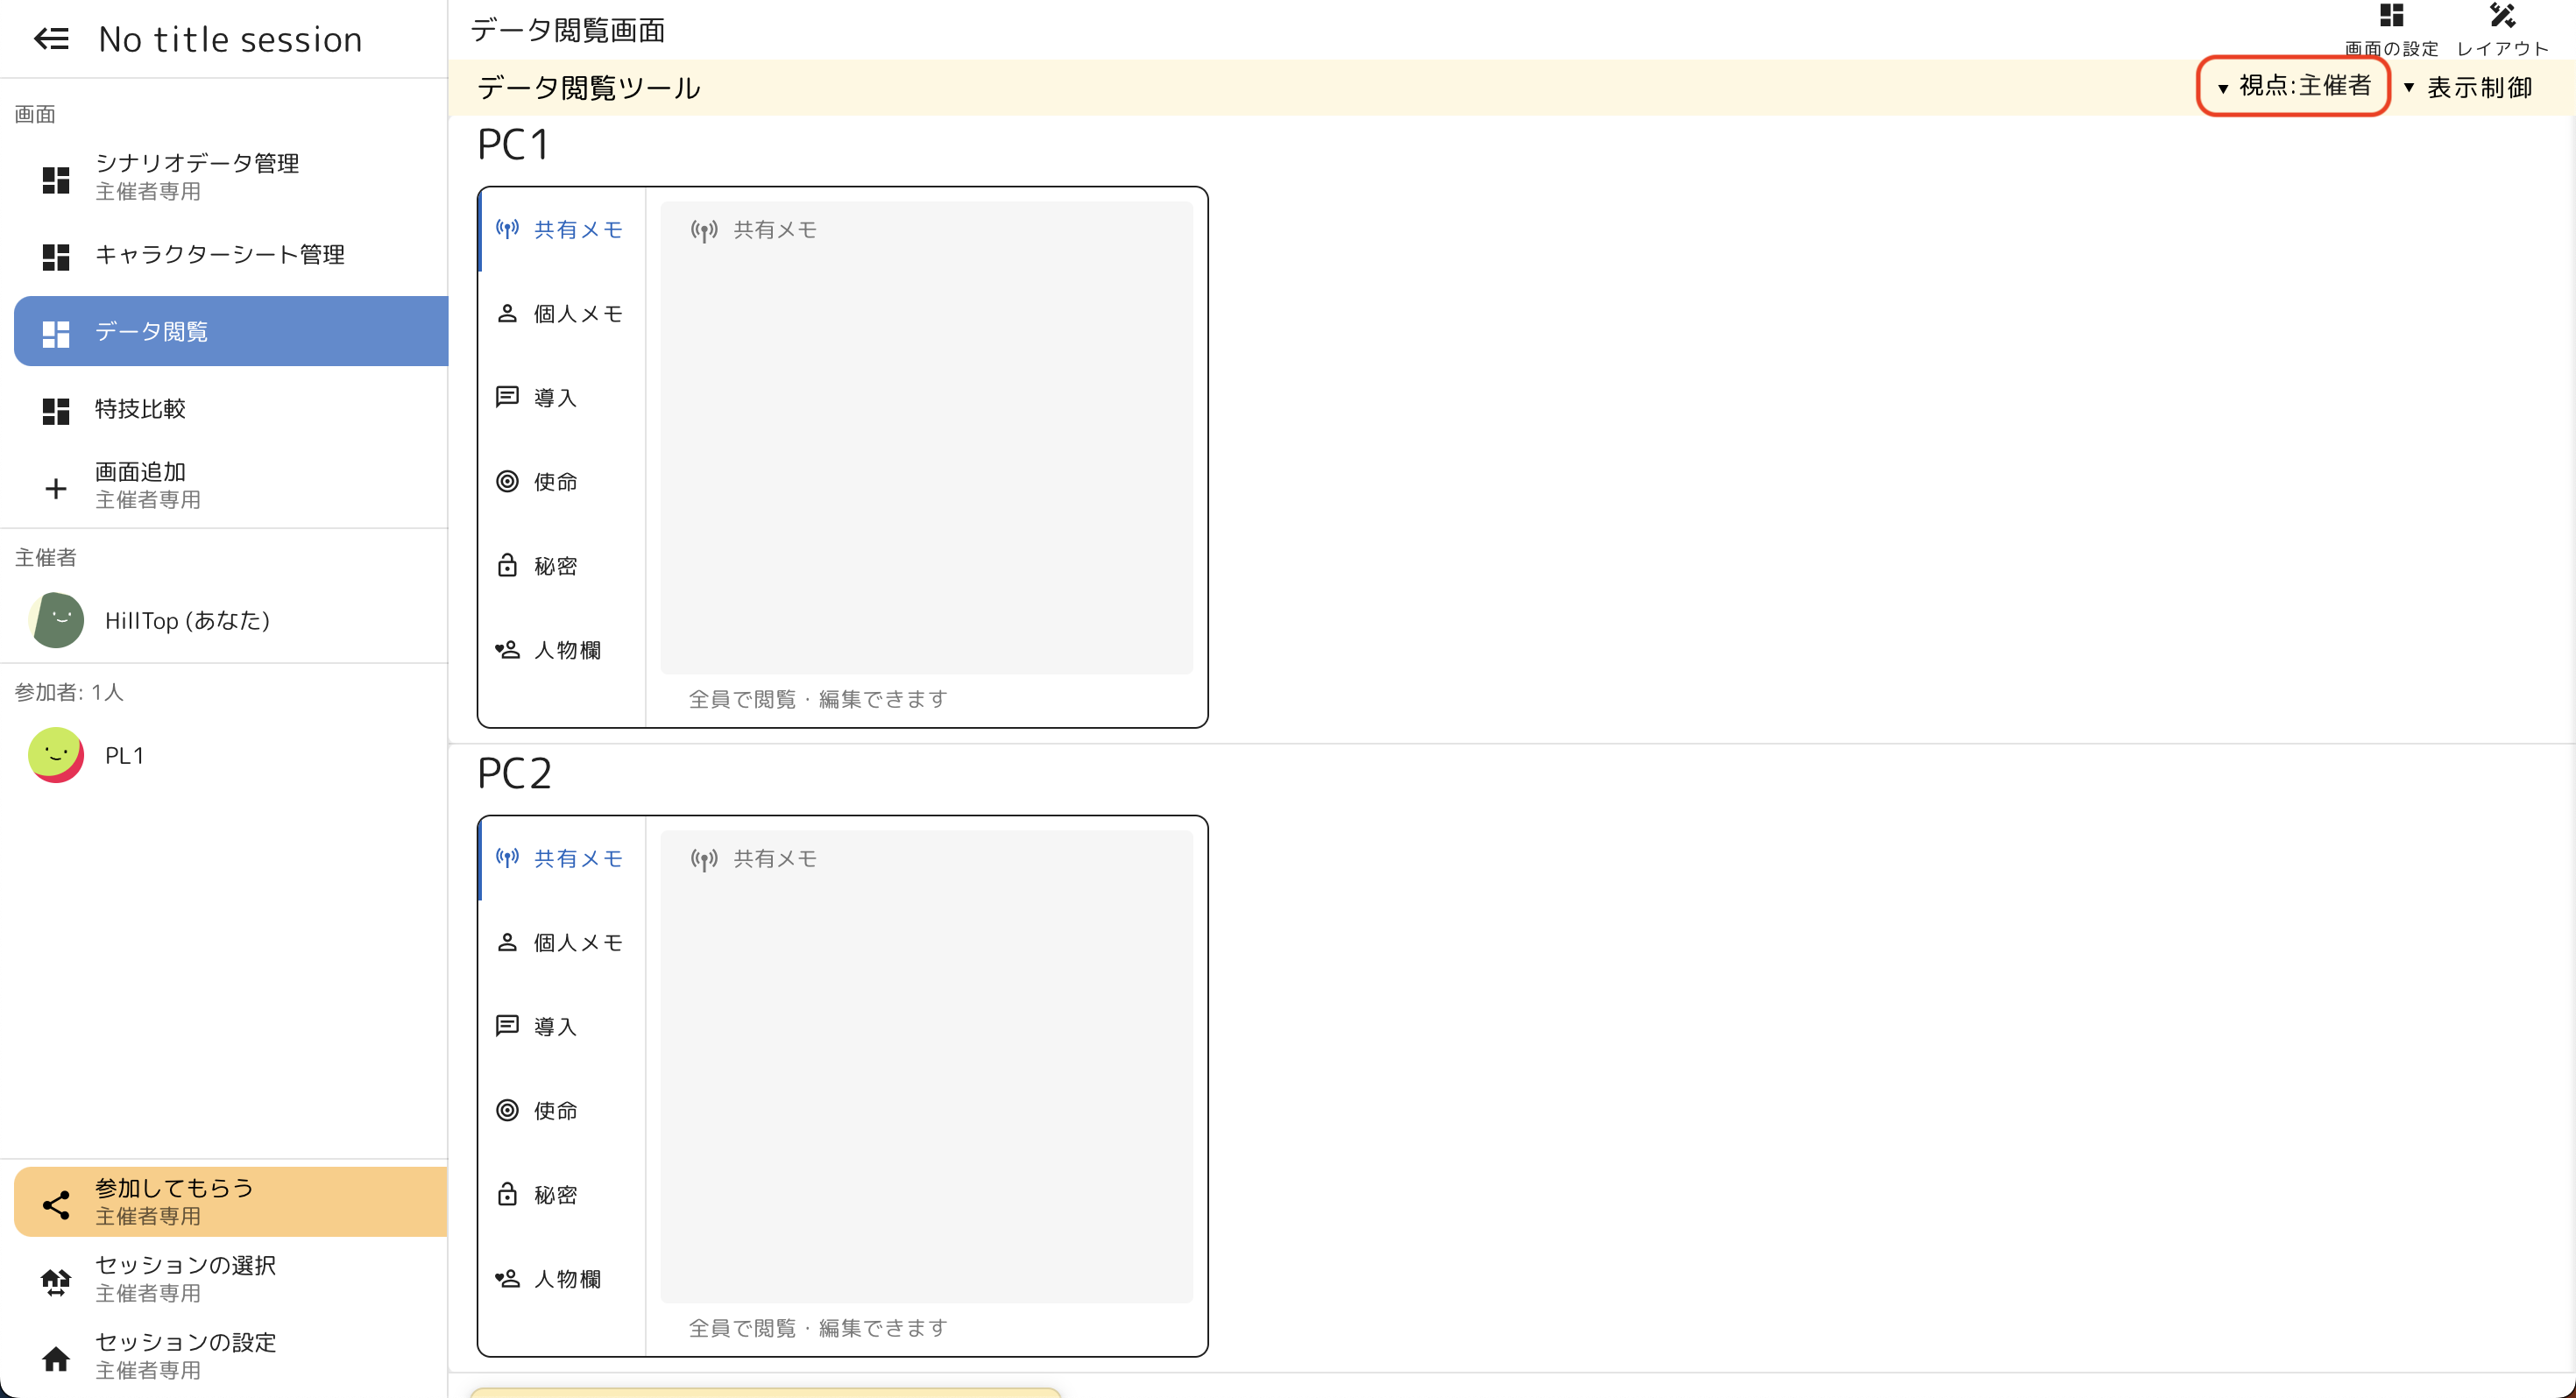 No title session
画面
シナリオデータ管理
主催者専用
キャラクターシート管理
データ閲覧
特技比較
画面追加
主催者専用
主催者
HillTop (あなた)
参加者: 1人
PL1
参加してもらう
主催者専用
セッションの選択
主催者専用
セッションの設定
主催者専用
データ閲覧画面
画面の設定
レイアウト
データ閲覧ツール
▼ 視点:主催者
▼ 表示制御
PC1
共有メモ
個人メモ
導入
使命
秘密
人物欄
共有メモ
全員で閲覧・編集できます
PC2
共有メモ
個人メモ
導入
使命
秘密
人物欄
共有メモ
全員で閲覧・編集できます